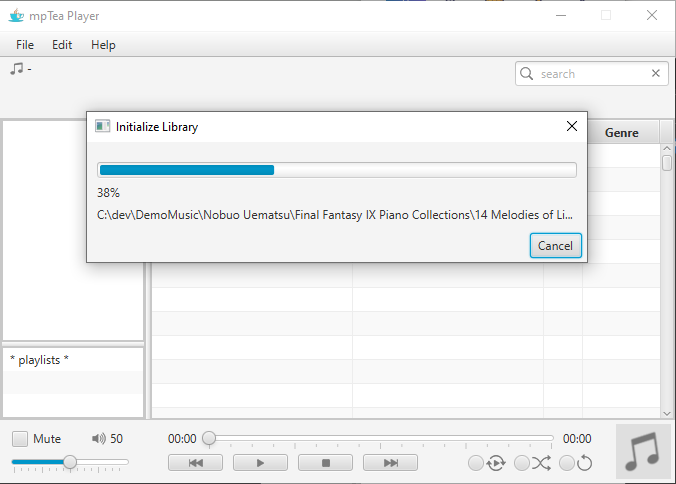 mpTea Player
File Edit Help
-
search
Initialize Library
Genre
38%
C:\dev\DemoMusic\Nobuo Uematsu\Final Fantasy IX Piano Collections\14 Melodies of Li...
Cancel
* playlists *
Mute 50 00:00 00:00